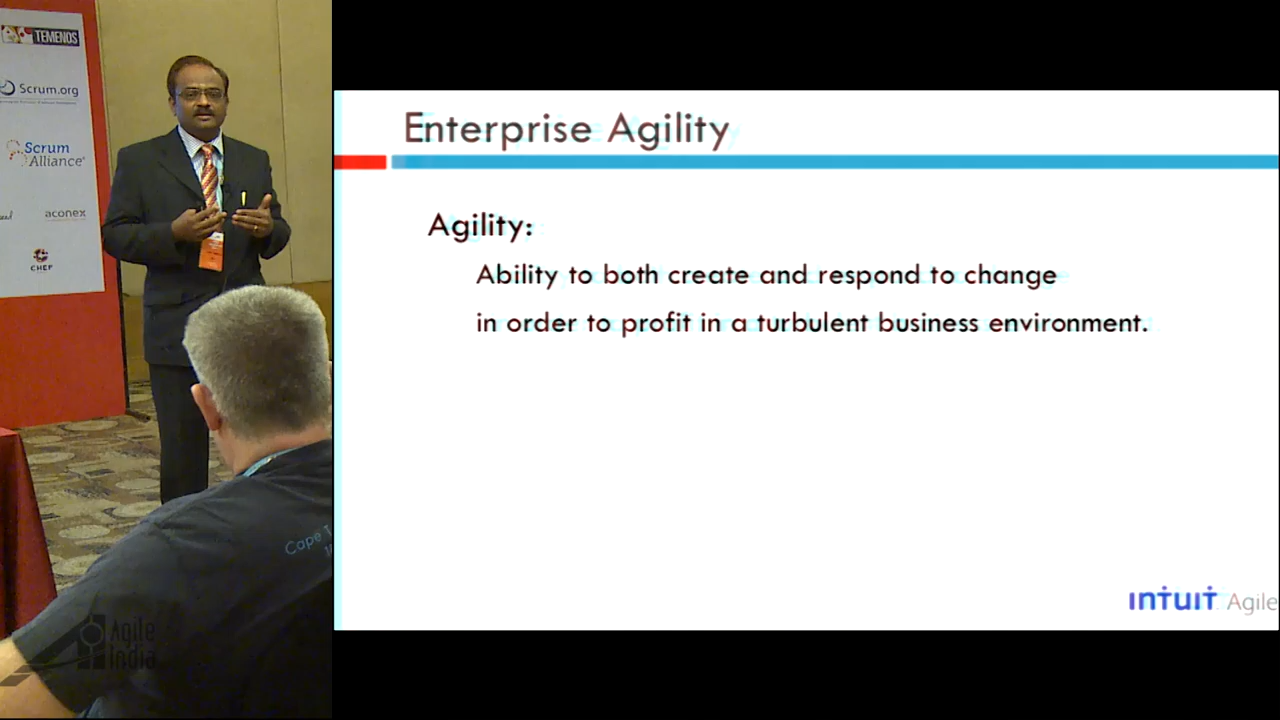 TEMENOS
Scrum.org
Scrum
Alliance
aconex
CHEF
Cape
Agile
India
Enterprise Agility
Agility:
Ability to both create and respond to change
in order to profit in a turbulent business environment.
intuit Agile